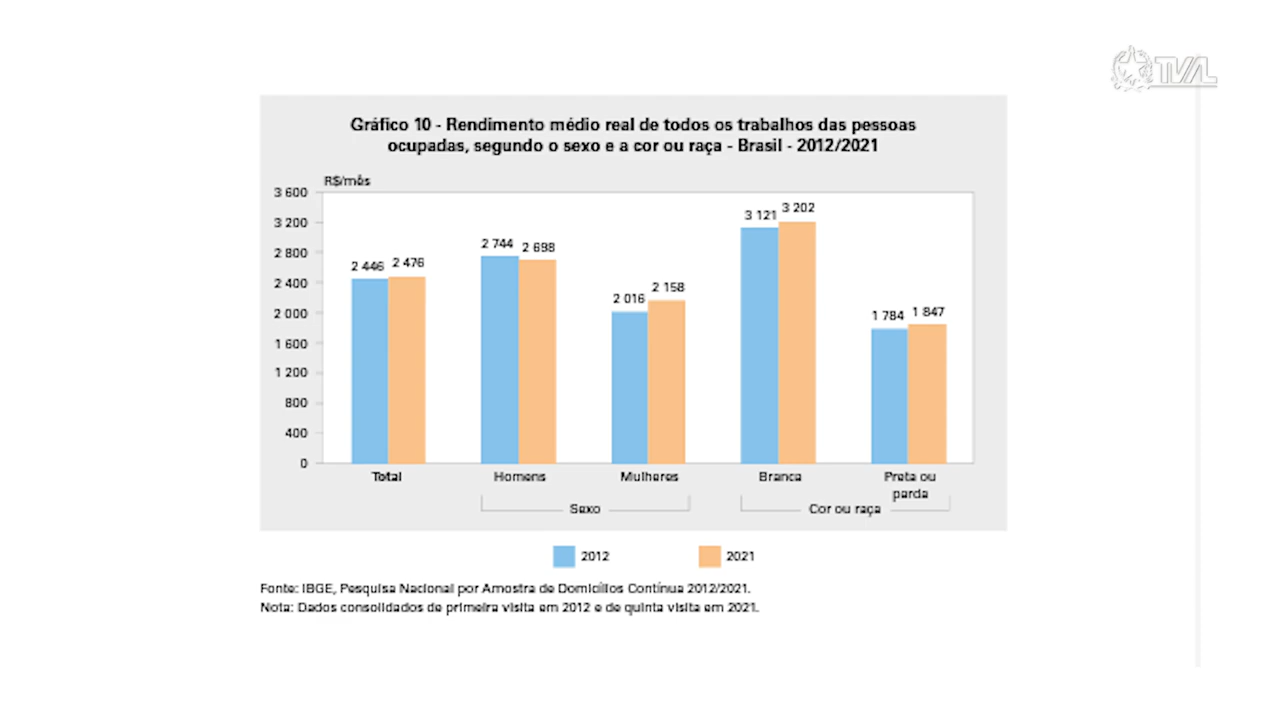 TVAL
Gráfico 10 - Rendimento médio real de todos os trabalhos das pessoas
ocupadas, segundo o sexo e a cor ou raça - Brasil - 2012/2021
R$/mês
3 600
3 200
2 800
2 400
2 000
1 600
1 200
800
400
0
2 446 2 476
2 744 2 698
2 016 2 158
3 121 3 202
1 784 1 847
Total Homens Mulheres Branca Preta ou
parda
Sexo Cor ou raça
2012 2021
Fonte: IBGE, Pesquisa Nacional por Amostra de Domicílios Contínua 2012/2021.
Nota: Dados consolidados de primeira visita em 2012 e de quinta visita em 2021.